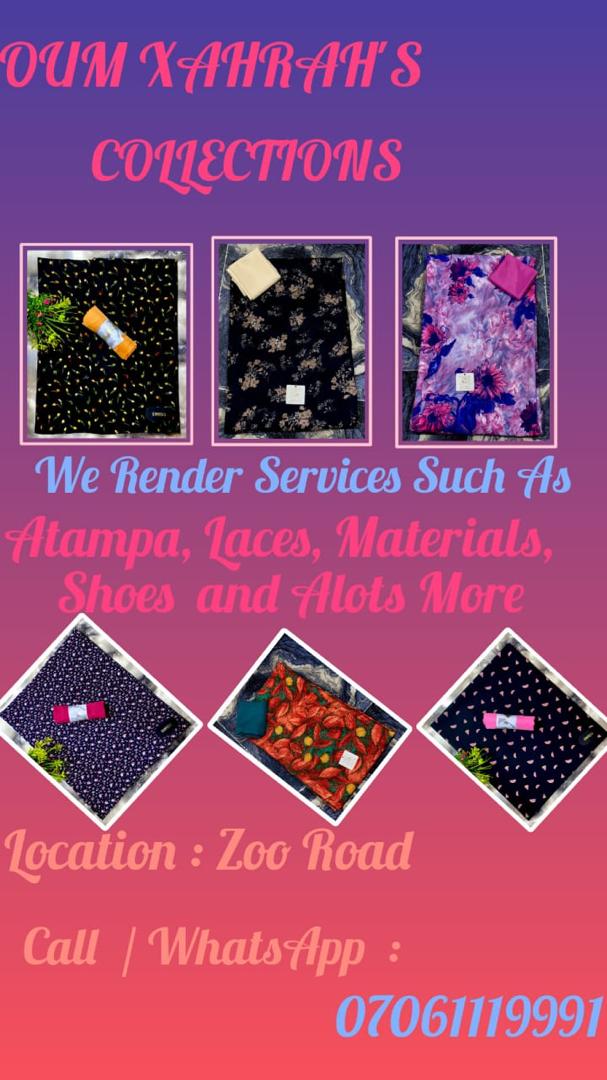 OUM XAHRAH'S
COLLECTIONS
We Render Services Such As
Atampa, Laces, Materials,
Shoes and Alots More
Location : Zoo Road
Call / WhatsApp :
07061119991